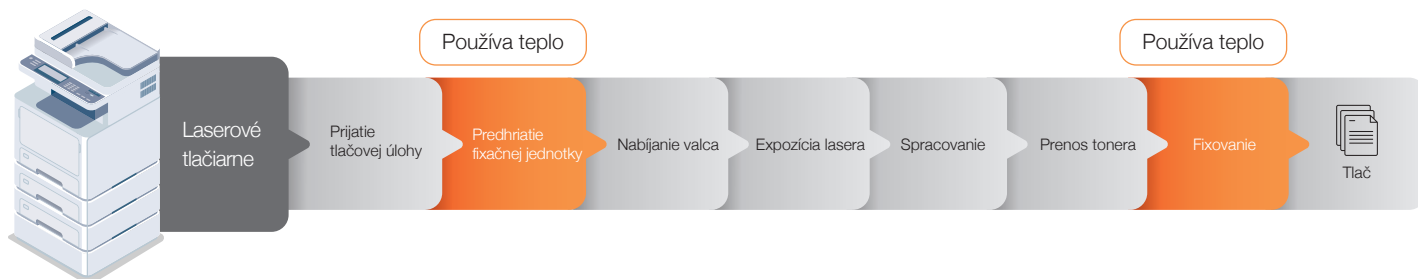 Používa teplo
Používa teplo
Laserové
tlačiarne
Prijatie
tlačovej úlohy
Predhriatie
fixačnej jednotky
Nabíjanie valca
Expozícia lasera
Spracovanie
Prenos tonera
Fixovanie
Tlač